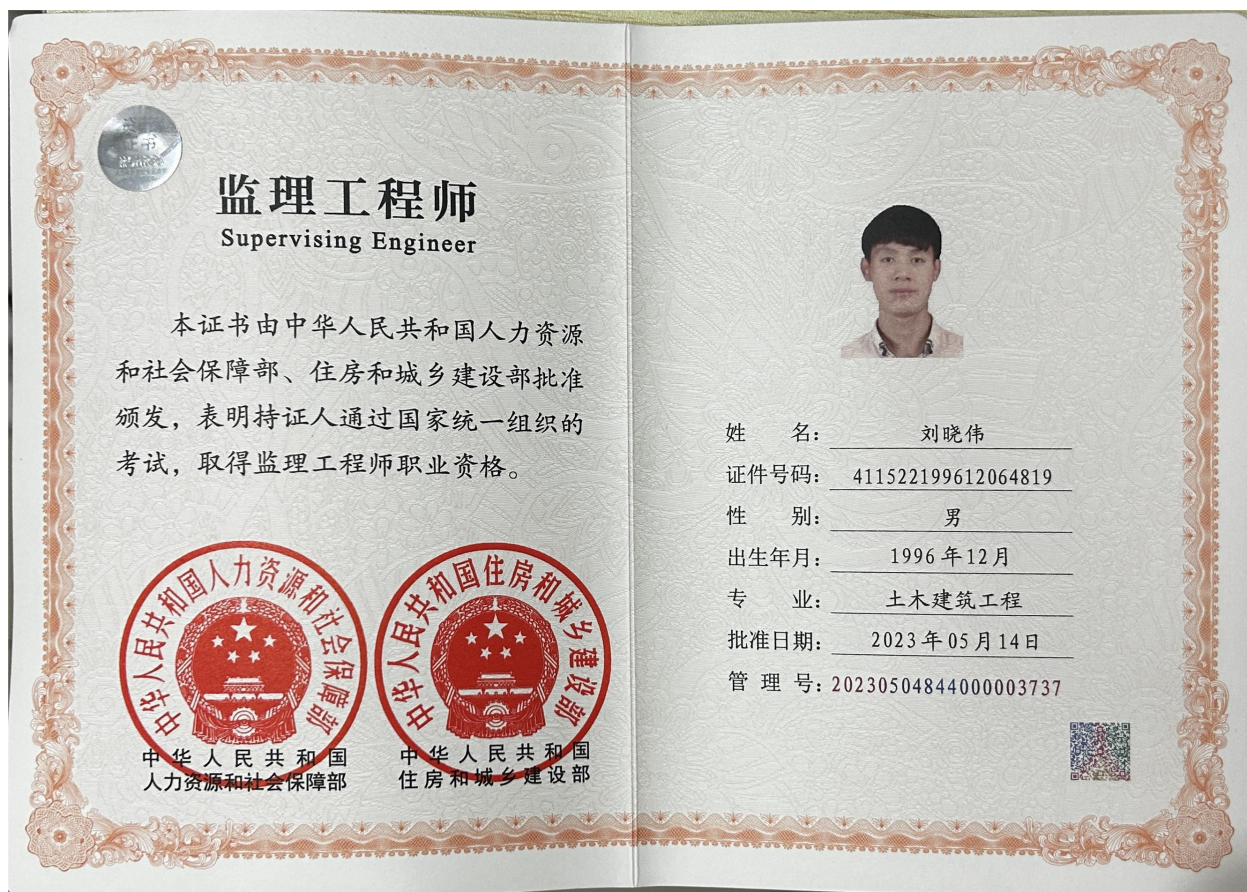 监理工程师
Supervising Engineer
本证书由中华人民共和国人力资源
和社会保障部、住房和城乡建设部批准
颁发，表明持证人通过国家统一组织的
考试，取得监理工程师职业资格。
中华人民共和国人力资源和社会保障部
中华人民共和国
人力资源和社会保障部
中华人民共和国住房和城乡建设部
中华人民共和国
住房和城乡建设部
姓 名：刘晓伟
证件号码：411522199612064819
性 别：男
出生年月：1996年12月
专 业：土木建筑工程
批准日期：2023年05月14日
管 理 号：20230504844000003737